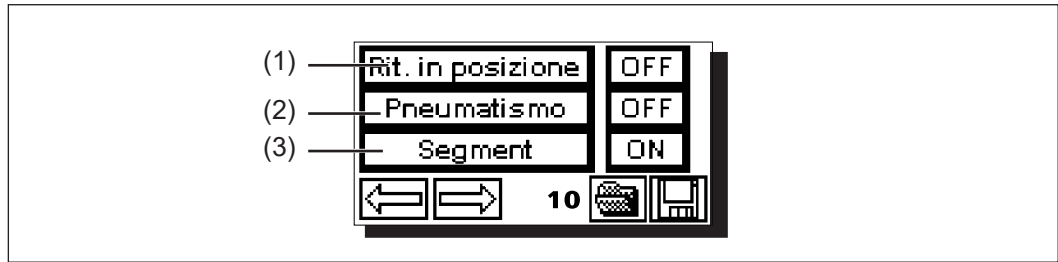 (1) Rit. in posizione OFF
(2) Pneumatismo OFF
(3) Segment ON
10